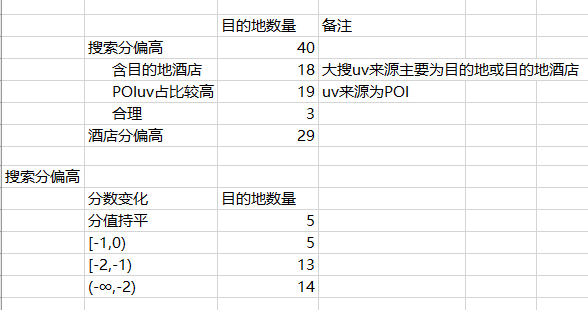 目的地数量 备注
搜索分偏高 40
含目的地酒店 18 大搜uv来源主要为目的地或目的地酒店
POIuv占比较高 19 uv来源为POI
合理 3
酒店分偏高 29
搜索分偏高
分数变化 目的地数量
分值持平 5
[-1,0) 5
[-2,-1) 13
(-∞,-2) 14